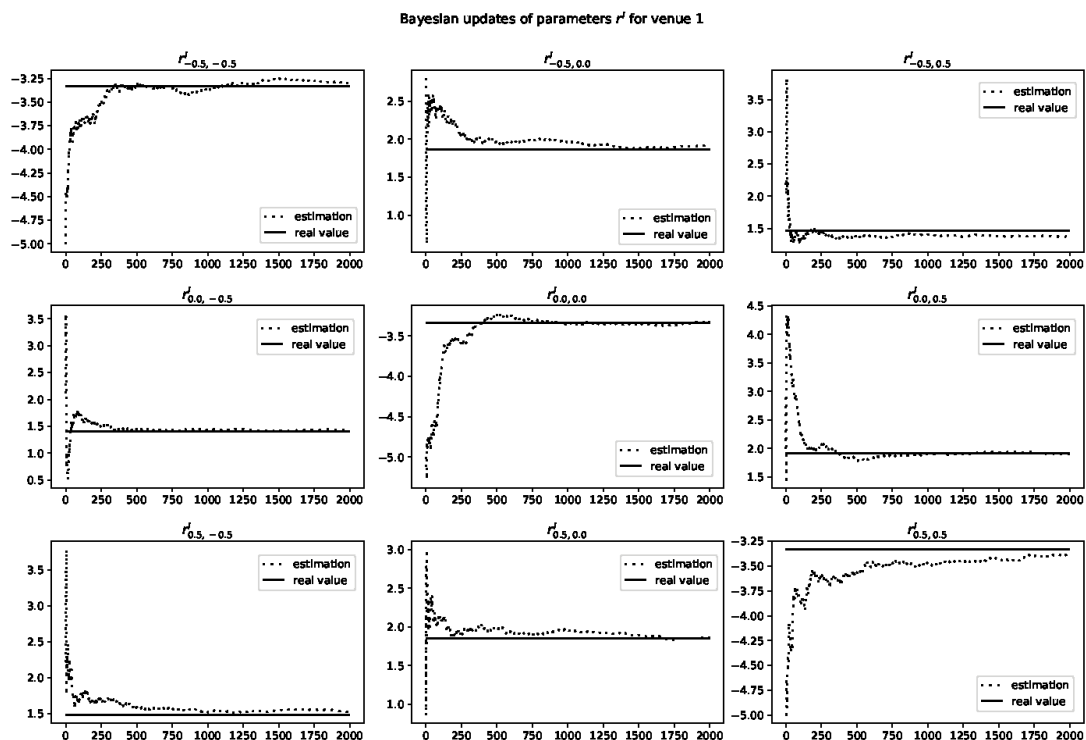 Bayesian updates of parameters r^I for venue 1
r^I_{−0.5, −0.5}
−3.25
−3.50
−3.75
−4.00
−4.25
−4.50
−4.75
−5.00
estimation
real value
0 250 500 750 1000 1250 1500 1750 2000
r^I_{−0.5, 0.0}
2.5
2.0
1.5
1.0
estimation
real value
0 250 500 750 1000 1250 1500 1750 2000
r^I_{−0.5, 0.5}
3.5
3.0
2.5
2.0
1.5
estimation
real value
0 250 500 750 1000 1250 1500 1750 2000
r^I_{0.0, −0.5}
3.5
3.0
2.5
2.0
1.5
1.0
0.5
estimation
real value
0 250 500 750 1000 1250 1500 1750 2000
r^I_{0.0, 0.0}
−3.5
−4.0
−4.5
−5.0
estimation
real value
0 250 500 750 1000 1250 1500 1750 2000
r^I_{0.0, 0.5}
4.5
4.0
3.5
3.0
2.5
2.0
1.5
estimation
real value
0 250 500 750 1000 1250 1500 1750 2000
r^I_{0.5, −0.5}
3.5
3.0
2.5
2.0
1.5
estimation
real value
0 250 500 750 1000 1250 1500 1750 2000
r^I_{0.5, 0.0}
3.0
2.5
2.0
1.5
1.0
estimation
real value
0 250 500 750 1000 1250 1500 1750 2000
r^I_{0.5, 0.5}
−3.25
−3.50
−3.75
−4.00
−4.25
−4.50
−4.75
−5.00
estimation
real value
0 250 500 750 1000 1250 1500 1750 2000